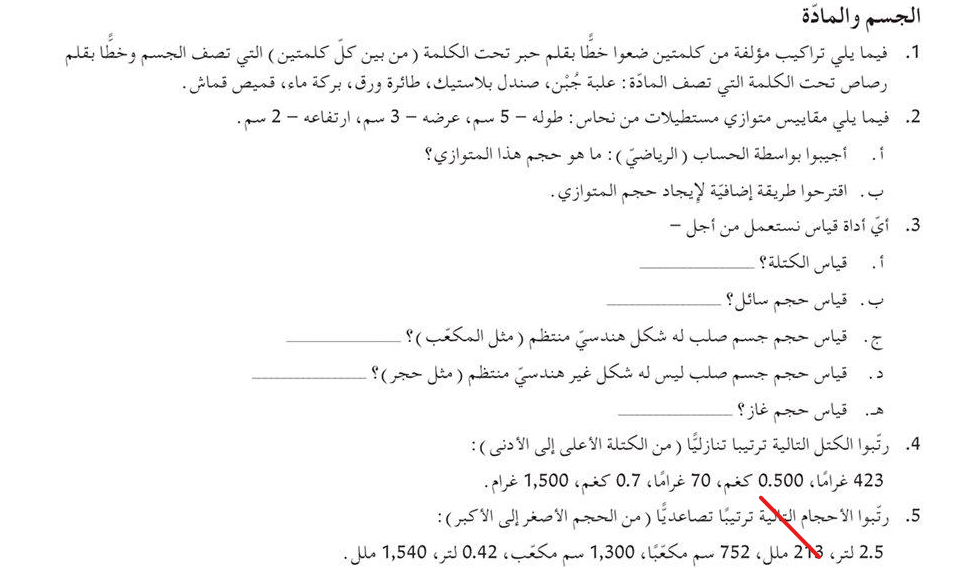 الجسم والمادّة
1. فيما يلي تراكيب مؤلفة من كلمتين ضعوا خطًّا بقلم حبر تحت الكلمة (من بين كلّ كلمتين) التي تصف الجسم وخطًّا بقلم
رصاص تحت الكلمة التي تصف المادّة: علبة جُبْن، صندل بلاستيك، طائرة ورق، بركة ماء، قميص قماش.
2. فيما يلي مقاييس متوازي مستطيلات من نحاس: طوله – 5 سم، عرضه – 3 سم، ارتفاعه – 2 سم.
أ. أجيبوا بواسطة الحساب (الرياضيّ): ما هو حجم هذا المتوازي؟
ب. اقترحوا طريقة إضافيّة لإيجاد حجم المتوازي.
3. أيّ أداة قياس نستعمل من أجل –
أ. قياس الكتلة؟ ____________
ب. قياس حجم سائل؟ ____________
ج. قياس حجم جسم صلب له شكل هندسيّ منتظم (مثل المكعّب)؟ ____________
د. قياس حجم جسم صلب ليس له شكل غير هندسيّ منتظم (مثل حجر)؟ ____________
هـ. قياس حجم غاز؟ ____________
4. رتّبوا الكتل التالية ترتيبا تنازليًّا (من الكتلة الأعلى إلى الأدنى):
423 غرامًا، 0.500 كغم، 70 غرامًا، 0.7 كغم، 1,500 غرام.
5. رتّبوا الأحجام التالية ترتيبًا تصاعديًّا (من الحجم الأصغر إلى الأكبر):
2.5 لتر، 213 ملل، 752 سم مكعّبًا، 1,300 سم مكعّب، 0.42 لتر، 1,540 ملل.